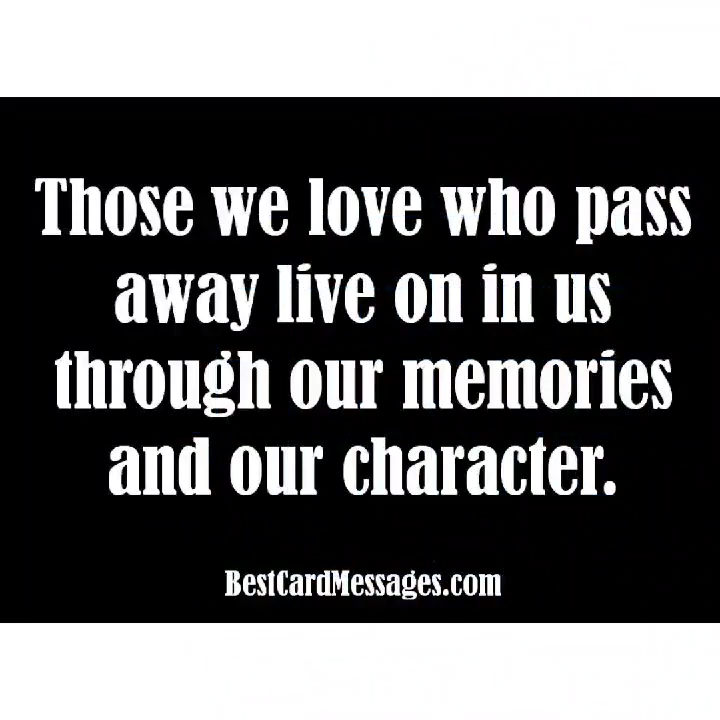 Those we love who pass
away live on in us
through our memories
and our character.
BestCardMessages.com